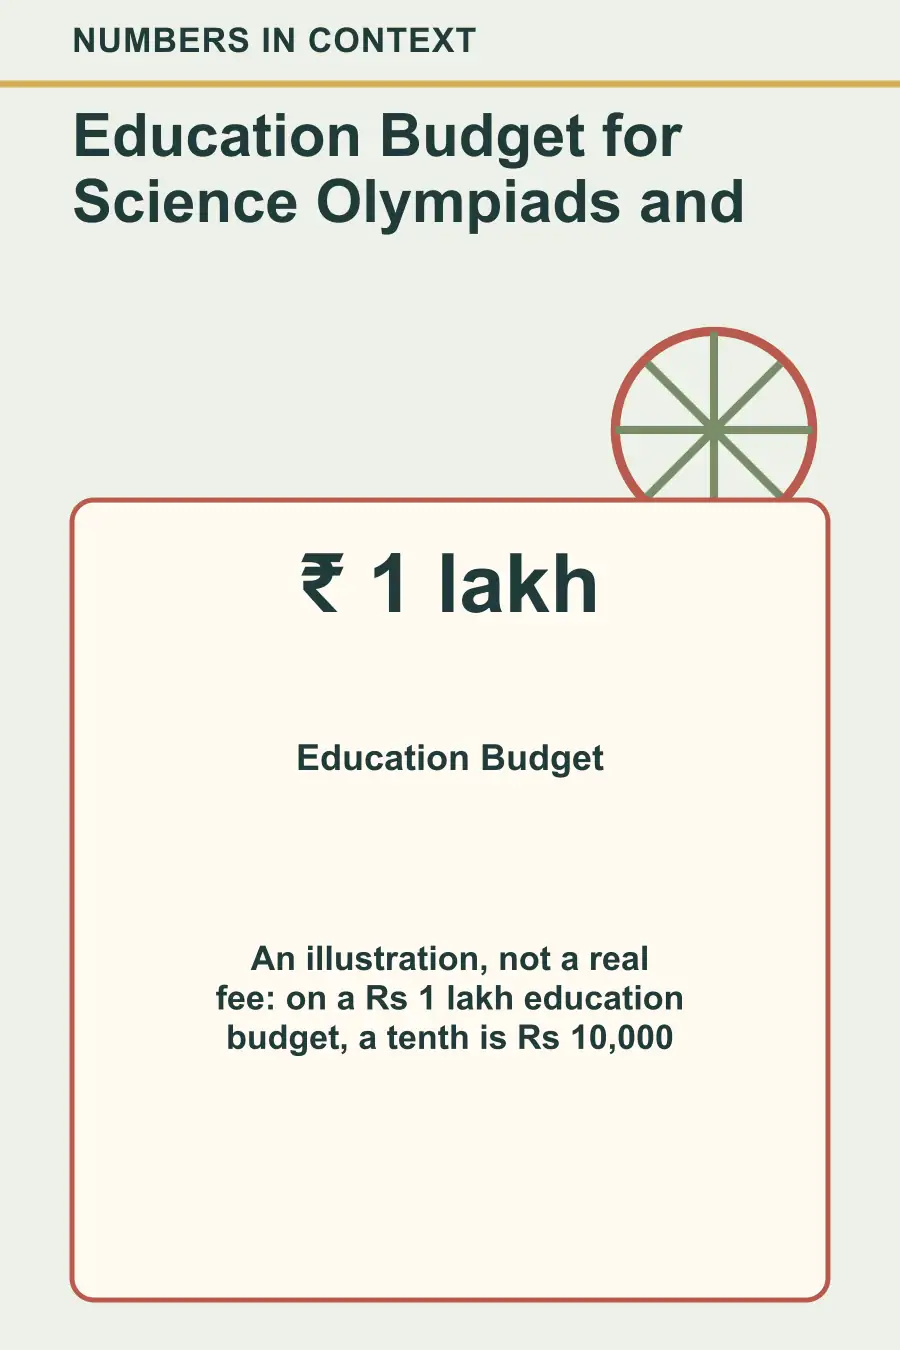 NUMBERS IN CONTEXT
Education Budget for
Science Olympiads and
₹ 1 lakh
Education Budget
An illustration, not a real
fee: on a Rs 1 lakh education
budget, a tenth is Rs 10,000